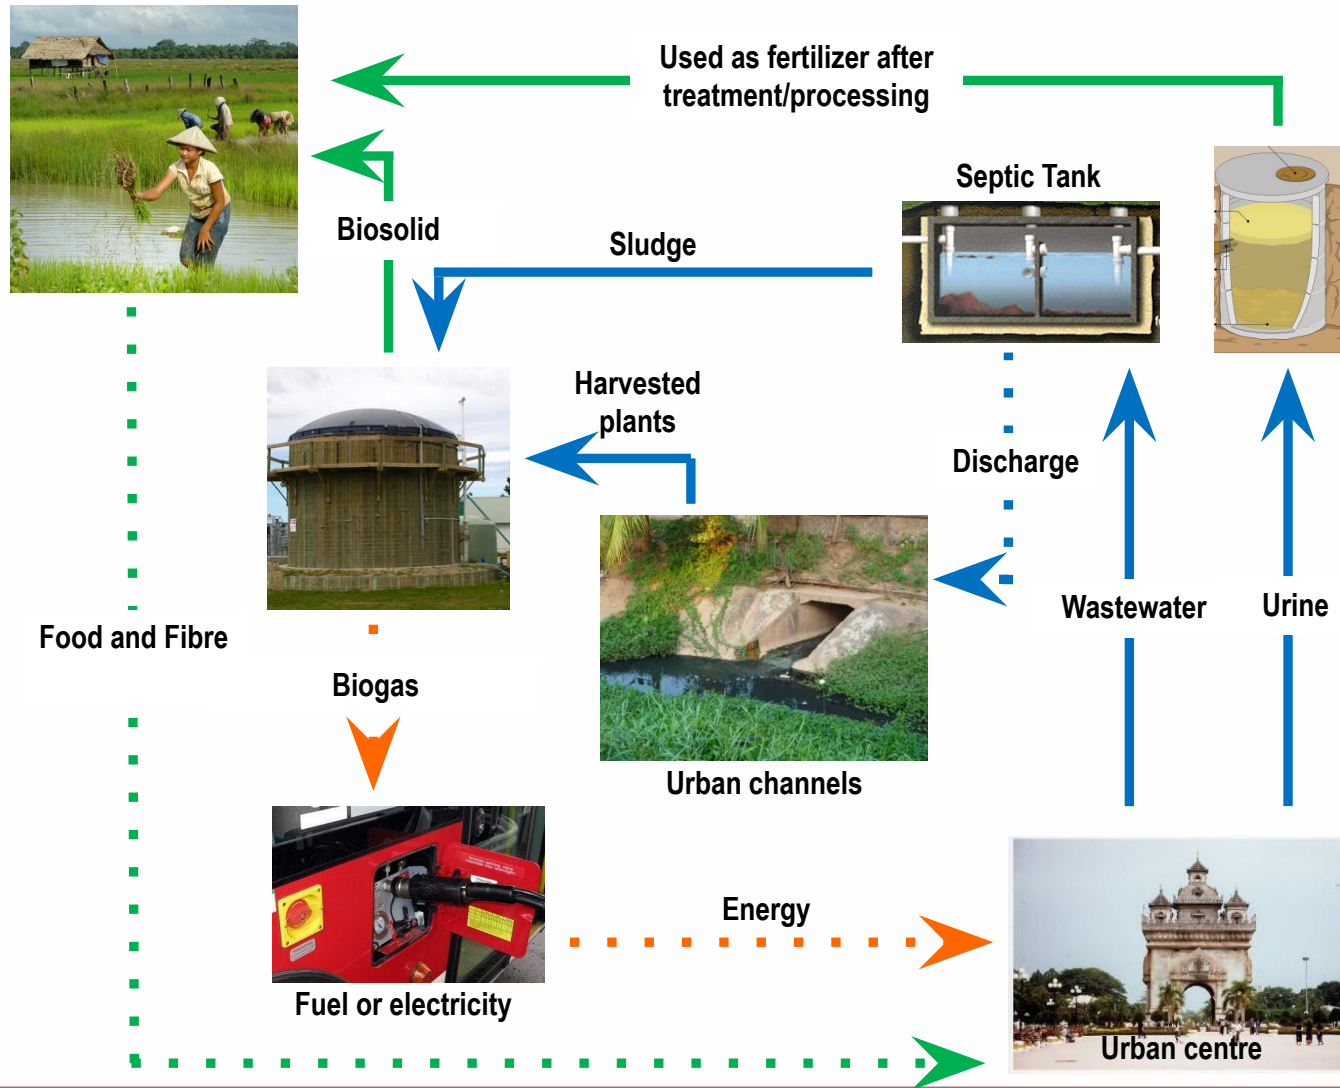 Used as fertilizer after
treatment/processing
Septic Tank
Biosolid
Sludge
Harvested
plants
Discharge
Wastewater
Urine
Food and Fibre
Biogas
Urban channels
Energy
Fuel or electricity
Urban centre